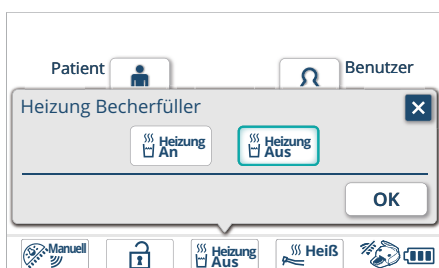 Patient
Benutzer
Heizung Becherfüller
Heizung
An
Heizung
Aus
OK
Manuell
Heizung
Aus
Heiß